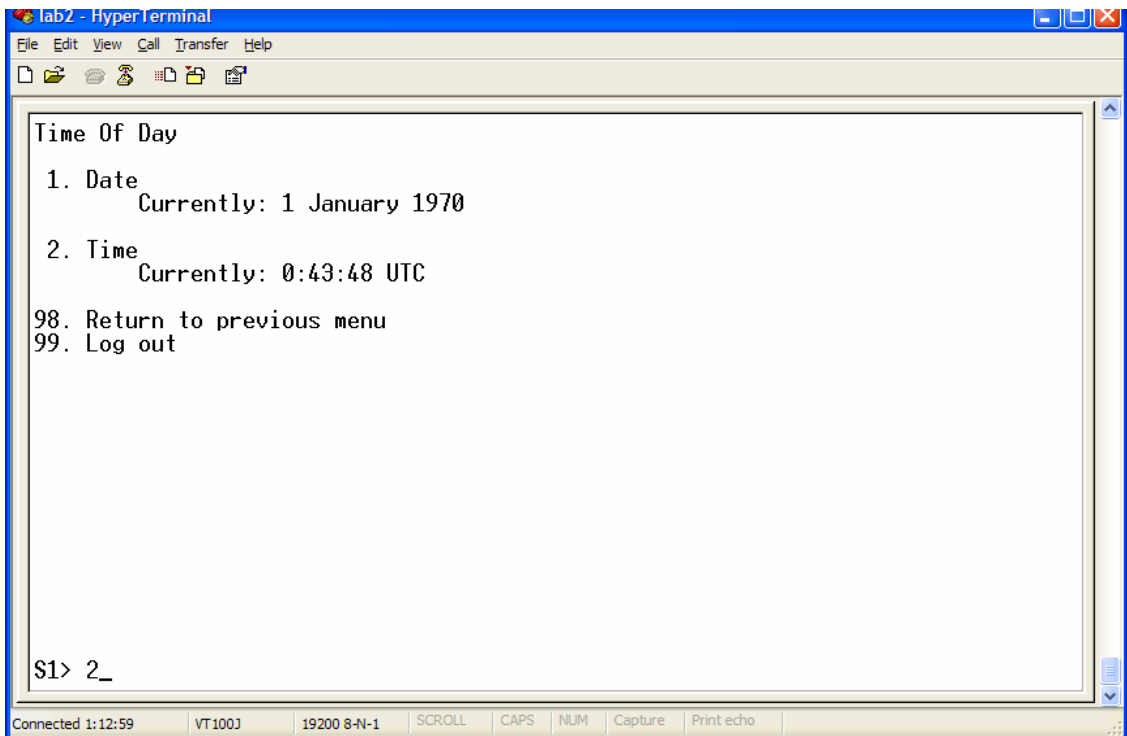 lab2 - HyperTerminal
File Edit View Call Transfer Help
Time Of Day
1. Date
Currently: 1 January 1970
2. Time
Currently: 0:43:48 UTC
98. Return to previous menu
99. Log out
S1> 2_
Connected 1:12:59 VT100J 19200 8-N-1 SCROLL CAPS NUM Capture Print echo